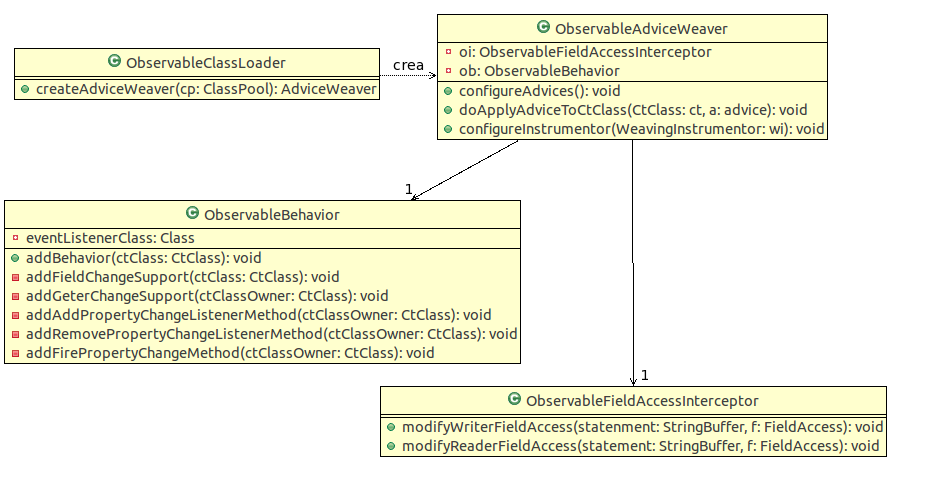 ObservableClassLoader
createAdviceWeaver(cp: ClassPool): AdviceWeaver
crea
ObservableAdviceWeaver
oi: ObservableFieldAccessInterceptor
ob: ObservableBehavior
configureAdvices(): void
doApplyAdviceToCtClass(CtClass: ct, a: advice): void
configureInstrumentor(WeavingInstrumentor: wi): void
1
ObservableBehavior
eventListenerClass: Class
addBehavior(ctClass: CtClass): void
addFieldChangeSupport(ctClass: CtClass): void
addGeterChangeSupport(ctClassOwner: CtClass): void
addAddPropertyChangeListenerMethod(ctClassOwner: CtClass): void
addRemovePropertyChangeListenerMethod(ctClassOwner: CtClass): void
addFirePropertyChangeMethod(ctClassOwner: CtClass): void
1
ObservableFieldAccessInterceptor
modifyWriterFieldAccess(statenment: StringBuffer, f: FieldAccess): void
modifyReaderFieldAccess(statement: StringBuffer, f: FieldAccess): void